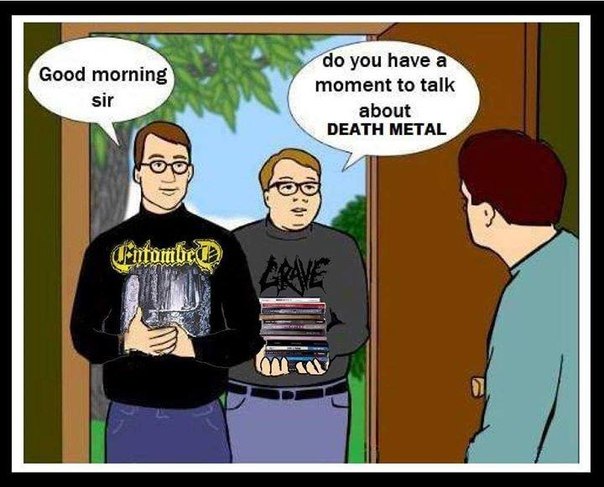 Good morning
sir
do you have a
moment to talk
about
DEATH METAL
Entombed
GRAVE